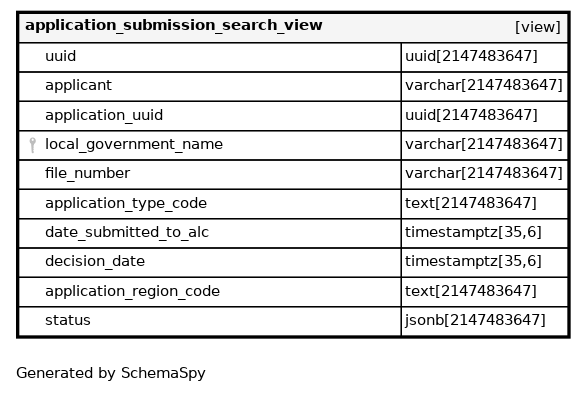 application_submission_search_view [view]
uuid uuid[2147483647]
applicant varchar[2147483647]
application_uuid uuid[2147483647]
local_government_name varchar[2147483647]
file_number varchar[2147483647]
application_type_code text[2147483647]
date_submitted_to_alc timestamptz[35,6]
decision_date timestamptz[35,6]
application_region_code text[2147483647]
status jsonb[2147483647]
Generated by SchemaSpy